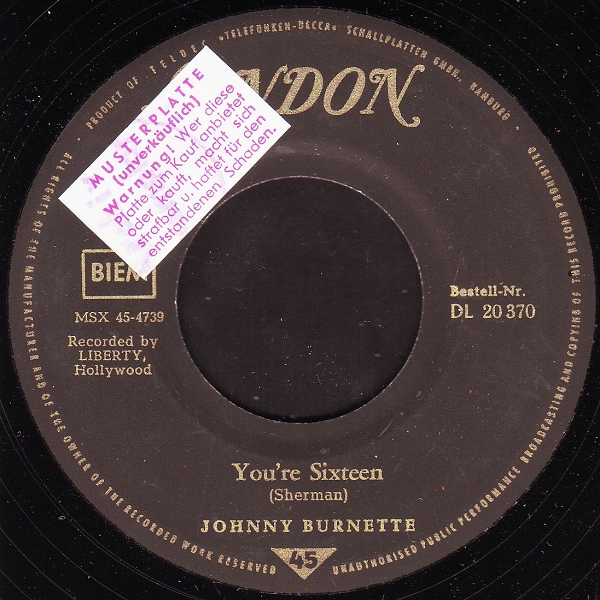 PRODUCT OF TELDEC »TELEFUNKEN-DECCA« SCHALLPLATTEN GMBH., HAMBURG
NDON
MUSTERPLATTE
(unverkäuflich)
Warnung! Wer diese
Platte zum Kauf anbietet
oder kauft, macht sich
strafbar u. haftet für den
entstandenen Schaden.
BIEM
MSX 45-4739
Recorded by
LIBERTY,
Hollywood
Bestell-Nr.
DL 20 370
You're Sixteen
(Sherman)
JOHNNY BURNETTE
45
ALL RIGHTS OF THE MANUFACTURER AND OF THE OWNER OF THE RECORDED WORK RESERVED
UNAUTHORISED PUBLIC PERFORMANCE BROADCASTING AND COPYING OF THIS RECORD PROHIBITED